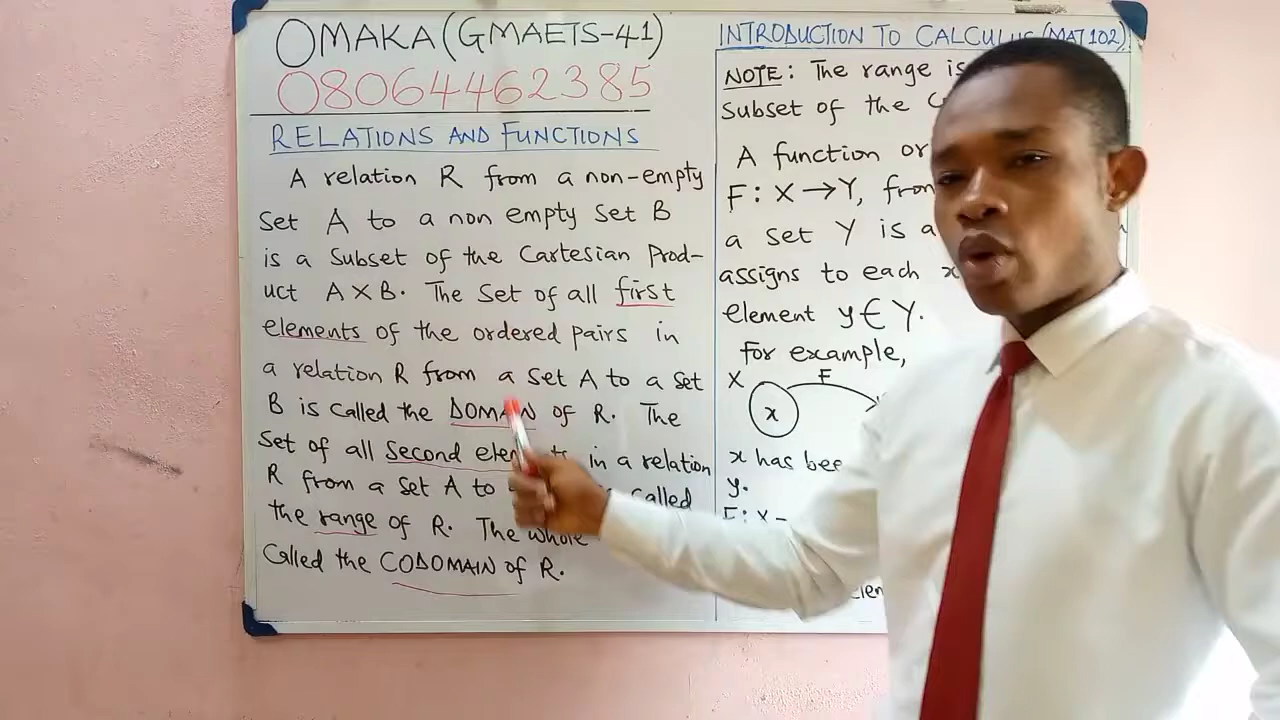 OMAKA (GMAETS-41)
08064462385
RELATIONS AND FUNCTIONS
A relation R from a non-empty
Set A to a non empty Set B
is a Subset of the Cartesian Prod-
uct A X B. The Set of all first
elements of the ordered pairs in
a relation R from a Set A to a Set
B is Called the DOMAIN of R. The
Set of all Second in a relation
R from a Set A to Called
the range of R. The whole
Called the CODOMAIN of R.
INTRODUCTION TO CALCULUS (MAT 102)
NOTE: The range is
Subset of the
A function or
F: X → Y, from
a set Y is a
assigns to each x
element y ∈ Y.
For example,
F
X
x
x has
y.
F: X